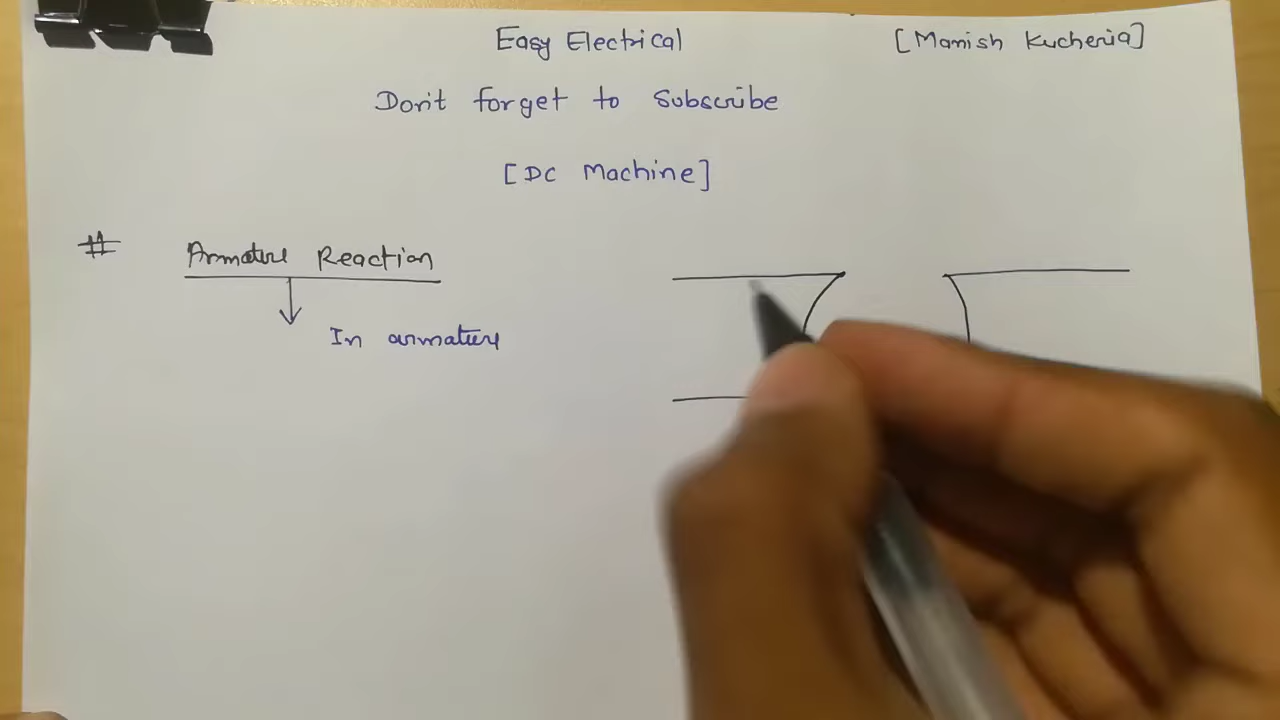 Easy Electrical [Manish Kucheria]
Don't forget to Subscribe
[DC Machine]
# Armature Reaction
In armature